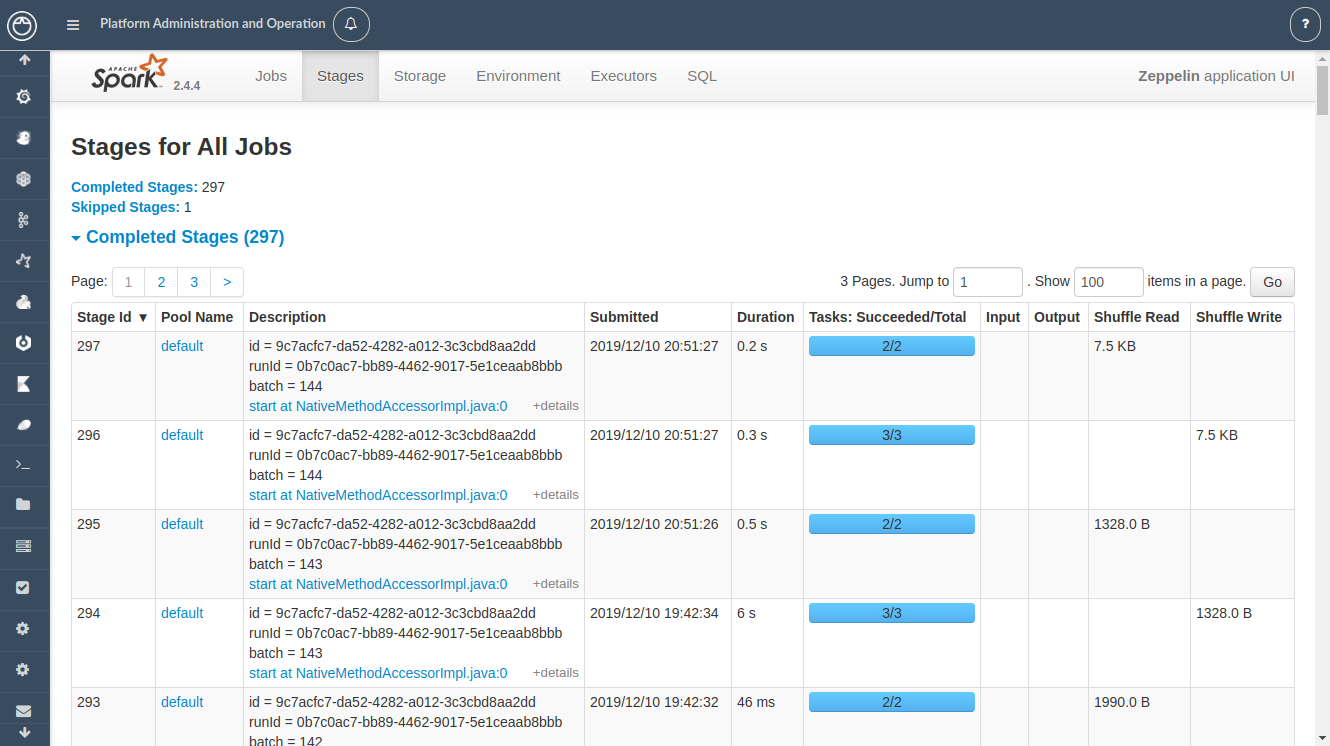 Platform Administration and Operation
?
APACHE Spark 2.4.4 Jobs Stages Storage Environment Executors SQL Zeppelin application UI
Stages for All Jobs
Completed Stages: 297
Skipped Stages: 1
Completed Stages (297)
Page: 1 2 3 > 3 Pages. Jump to 1 . Show 100 items in a page. Go
Stage Id ▼ Pool Name Description Submitted Duration Tasks: Succeeded/Total Input Output Shuffle Read Shuffle Write
297 default id = 9c7acfc7-da52-4282-a012-3c3cbd8aa2dd 2019/12/10 20:51:27 0.2 s 2/2 7.5 KB
runId = 0b7c0ac7-bb89-4462-9017-5e1ceaab8bbb
batch = 144
start at NativeMethodAccessorImpl.java:0 +details
296 default id = 9c7acfc7-da52-4282-a012-3c3cbd8aa2dd 2019/12/10 20:51:27 0.3 s 3/3 7.5 KB
runId = 0b7c0ac7-bb89-4462-9017-5e1ceaab8bbb
batch = 144
start at NativeMethodAccessorImpl.java:0 +details
295 default id = 9c7acfc7-da52-4282-a012-3c3cbd8aa2dd 2019/12/10 20:51:26 0.5 s 2/2 1328.0 B
runId = 0b7c0ac7-bb89-4462-9017-5e1ceaab8bbb
batch = 143
start at NativeMethodAccessorImpl.java:0 +details
294 default id = 9c7acfc7-da52-4282-a012-3c3cbd8aa2dd 2019/12/10 19:42:34 6 s 3/3 1328.0 B
runId = 0b7c0ac7-bb89-4462-9017-5e1ceaab8bbb
batch = 143
start at NativeMethodAccessorImpl.java:0 +details
293 default id = 9c7acfc7-da52-4282-a012-3c3cbd8aa2dd 2019/12/10 19:42:32 46 ms 2/2 1990.0 B
runId = 0b7c0ac7-bb89-4462-9017-5e1ceaab8bbb
batch = 142